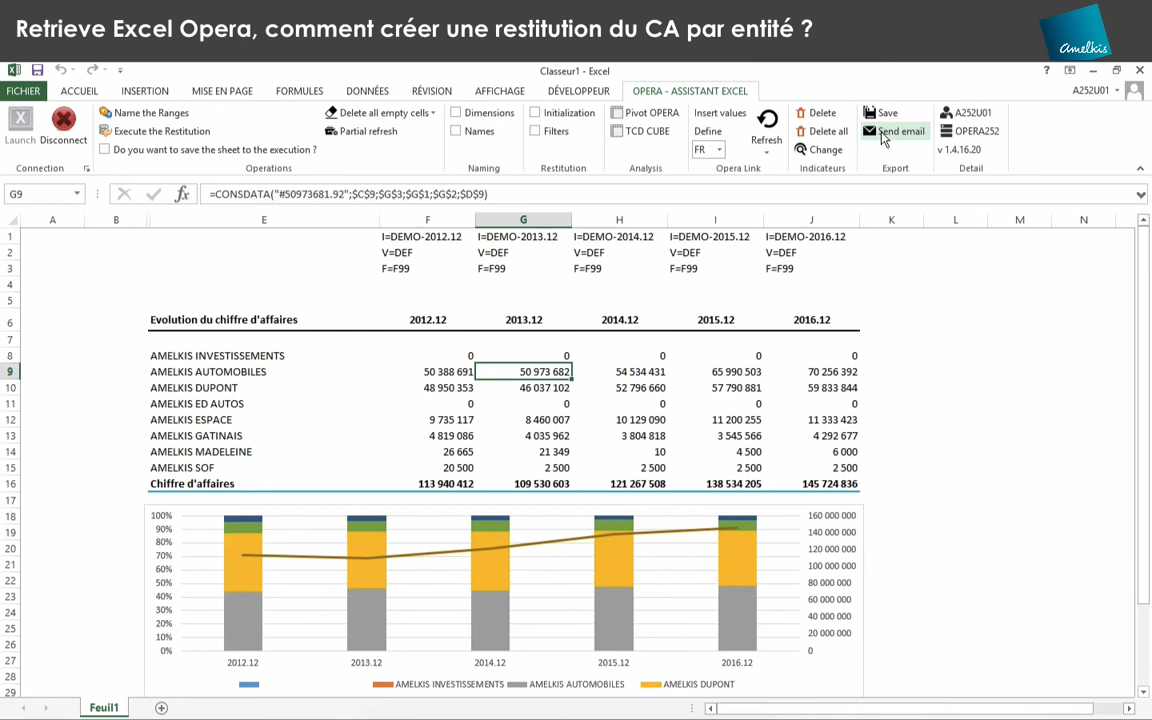 Retrieve Excel Opera, comment créer une restitution du CA par entité ?
Amelkis
Classeur1 - Excel
FICHIER ACCUEIL INSERTION MISE EN PAGE FORMULES DONNÉES RÉVISION AFFICHAGE DÉVELOPPEUR OPERA - ASSISTANT EXCEL A252U01
Launch Disconnect
Connection
Name the Ranges
Execute the Restitution
Do you want to save the sheet to the execution ?
Delete all empty cells
Partial refresh
Operations
Dimensions
Names
Naming
Initialization
Filters
Restitution
Pivot OPERA
TCD CUBE
Analysis
Insert values
Define
FR
Refresh
Opera Link
Delete
Delete all
Change
Indicateurs
Save
Send email
Export
A252U01
OPERA252
v 1.4.16.20
Detail
G9 fx =CONSDATA("#50973681.92";$C$9;$G$3;$G$1;$G$2;$D$9)
A B E F G H I J K L M N
1 I=DEMO-2012.12 I=DEMO-2013.12 I=DEMO-2014.12 I=DEMO-2015.12 I=DEMO-2016.12
2 V=DEF V=DEF V=DEF V=DEF V=DEF
3 F=F99 F=F99 F=F99 F=F99 F=F99
4
5
6 Evolution du chiffre d'affaires 2012.12 2013.12 2014.12 2015.12 2016.12
7
8 AMELKIS INVESTISSEMENTS 0 0 0 0 0
9 AMELKIS AUTOMOBILES 50 388 691 50 973 682 54 534 431 65 990 503 70 256 392
10 AMELKIS DUPONT 48 950 353 46 037 102 52 796 660 57 790 881 59 833 844
11 AMELKIS ED AUTOS 0 0 0 0 0
12 AMELKIS ESPACE 9 735 117 8 460 007 10 129 090 11 200 255 11 333 423
13 AMELKIS GATINAIS 4 819 086 4 035 962 3 804 818 3 545 566 4 292 677
14 AMELKIS MADELEINE 26 665 21 349 10 4 500 6 000
15 AMELKIS SOF 20 500 2 500 2 500 2 500 2 500
16 Chiffre d'affaires 113 940 412 109 530 603 121 267 508 138 534 205 145 724 836
17
18 100% 160 000 000
19 90% 140 000 000
20 80% 120 000 000
21 70% 100 000 000
22 60% 80 000 000
23 50% 60 000 000
24 40% 40 000 000
25 30% 20 000 000
26 20% 0
27 10%
28 0%
29
2012.12 2013.12 2014.12 2015.12 2016.12
AMELKIS INVESTISSEMENTS AMELKIS AUTOMOBILES AMELKIS DUPONT
Feuil1